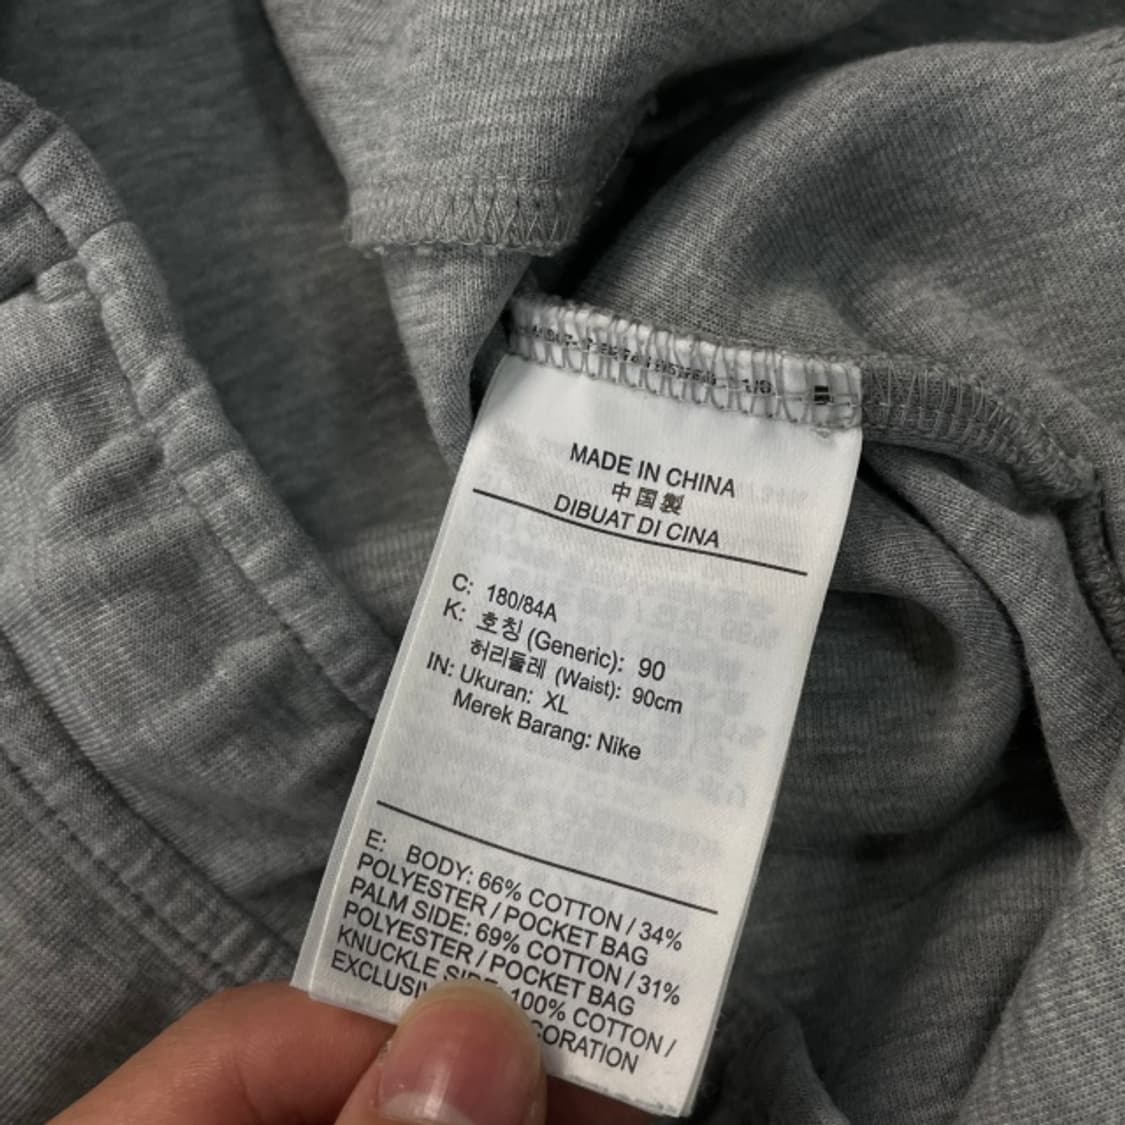 MADE IN CHINA
中国製
DIBUAT DI CINA
C: 180/84A
K: 호칭 (Generic): 90
허리둘레 (Waist): 90cm
IN: Ukuran: XL
Merek Barang: Nike
E: BODY: 66% COTTON / 34%
POLYESTER / POCKET BAG
PALM SIDE: 69% COTTON / 31%
POLYESTER / POCKET BAG
KNUCKLE SIDE: 100% COTTON /